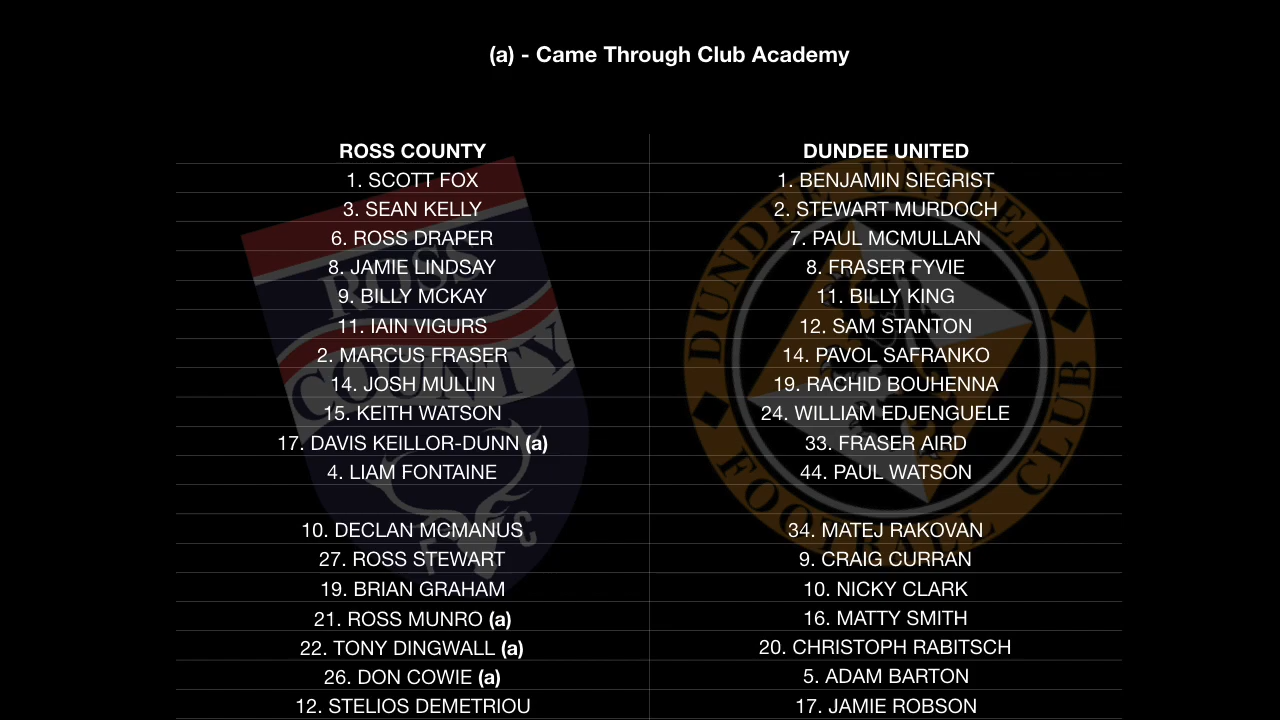 (a) - Came Through Club Academy
ROSS COUNTY
1. SCOTT FOX
3. SEAN KELLY
6. ROSS DRAPER
8. JAMIE LINDSAY
9. BILLY MCKAY
11. IAIN VIGURS
2. MARCUS FRASER
14. JOSH MULLIN
15. KEITH WATSON
17. DAVIS KEILLOR-DUNN (a)
4. LIAM FONTAINE
10. DECLAN MCMANUS
27. ROSS STEWART
19. BRIAN GRAHAM
21. ROSS MUNRO (a)
22. TONY DINGWALL (a)
26. DON COWIE (a)
12. STELIOS DEMETRIOU
DUNDEE UNITED
1. BENJAMIN SIEGRIST
2. STEWART MURDOCH
7. PAUL MCMULLAN
8. FRASER FYVIE
11. BILLY KING
12. SAM STANTON
14. PAVOL SAFRANKO
19. RACHID BOUHENNA
24. WILLIAM EDJENGUELE
33. FRASER AIRD
44. PAUL WATSON
34. MATEJ RAKOVAN
9. CRAIG CURRAN
10. NICKY CLARK
16. MATTY SMITH
20. CHRISTOPH RABITSCH
5. ADAM BARTON
17. JAMIE ROBSON
ROSS
COUNTY
F C
DUNDEE UNITED
FOOTBALL CLUB